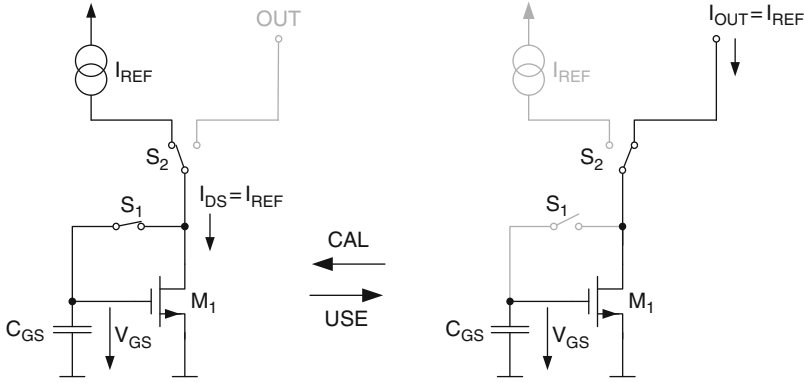 OUT
I_REF
S_2
S_1
I_DS=I_REF
M_1
C_GS
V_GS
CAL
USE
I_OUT=I_REF
I_REF
S_2
S_1
M_1
C_GS
V_GS